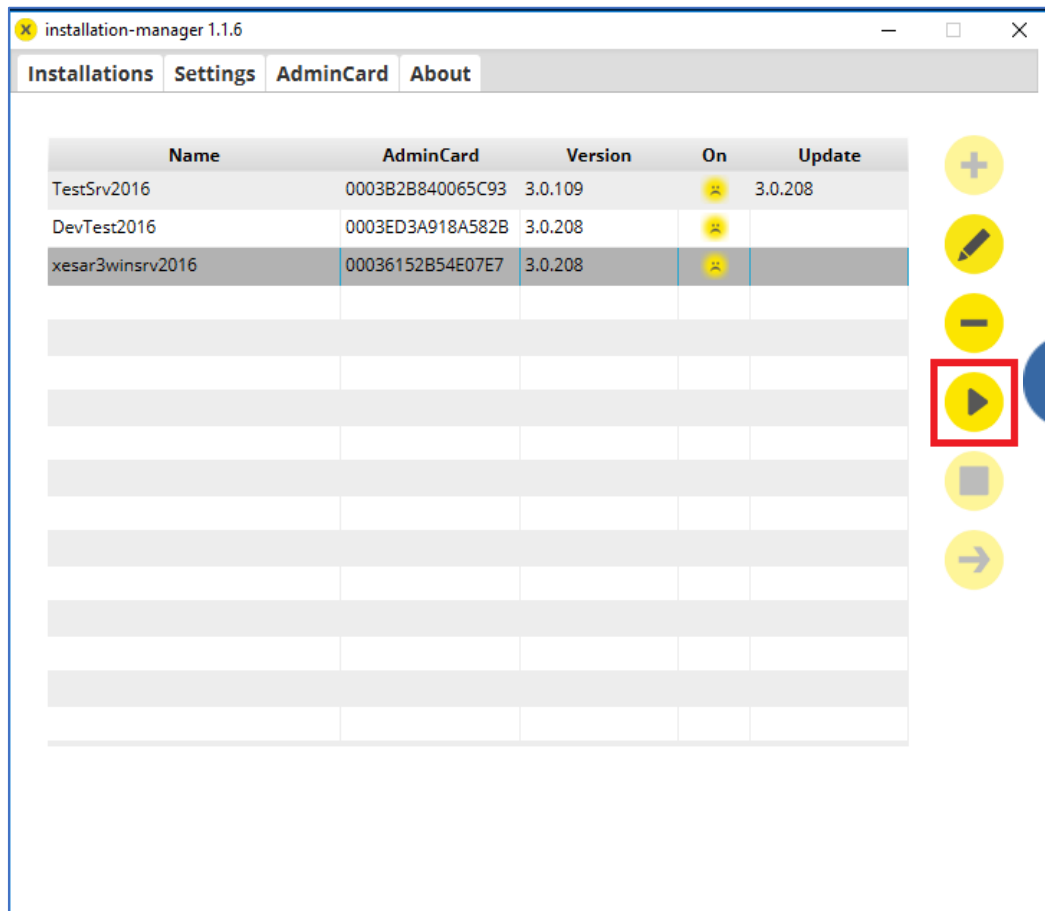 installation-manager 1.1.6
Installations Settings AdminCard About
Name AdminCard Version On Update
TestSrv2016 0003B2B840065C93 3.0.109 3.0.208
DevTest2016 0003ED3A918A582B 3.0.208
xesar3winsrv2016 00036152B54E07E7 3.0.208